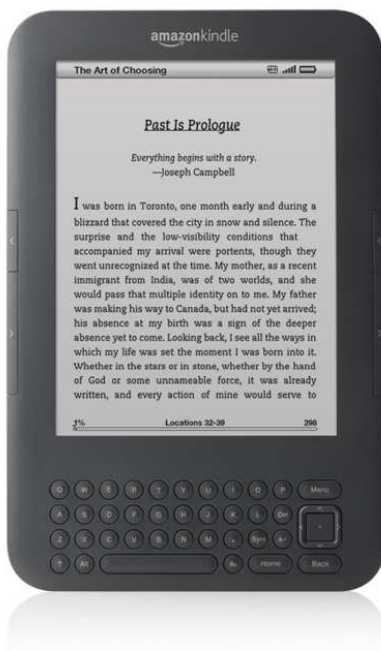 amazonkindle
The Art of Choosing
Past Is Prologue
Everything begins with a story.
—Joseph Campbell
I was born in Toronto, one month early and during a
blizzard that covered the city in snow and silence. The
surprise and the low-visibility conditions that
accompanied my arrival were portents, though they
went unrecognized at the time. My mother, as a recent
immigrant from India, was of two worlds, and she
would pass that multiple identity on to me. My father
was making his way to Canada, but had not yet arrived;
his absence at my birth was a sign of the deeper
absence yet to come. Looking back, I see all the ways in
which my life was set the moment I was born into it.
Whether in the stars or in stone, whether by the hand
of God or some unnameable force, it was already
written, and every action of mine would serve to
1% Locations 32-39 298
Q W E R T Y U I O P Menu
A S D F G H J K L Del
Z X C V B N M . Sym
Alt Aa Home Back